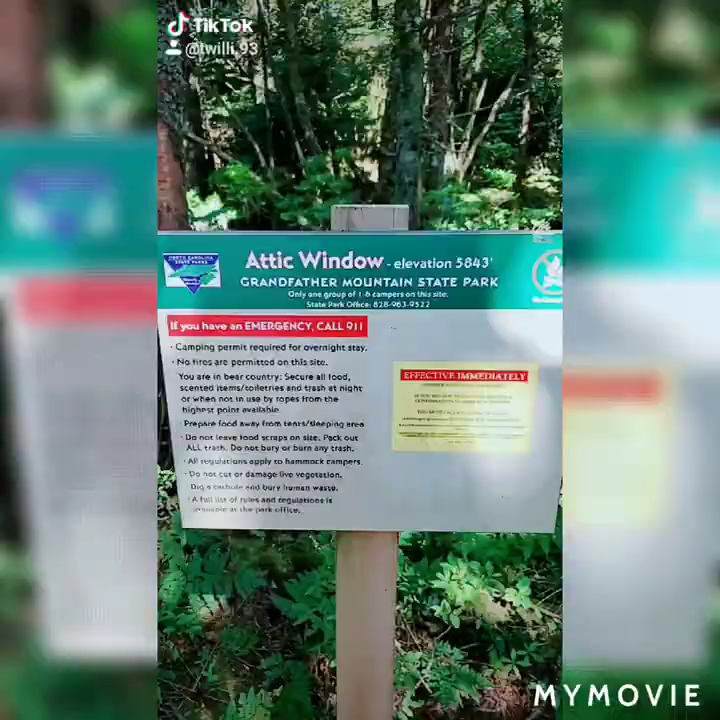 TikTok
@twilli_93
NORTH CAROLINA
STATE PARKS
Attic Window - elevation 5843'
GRANDFATHER MOUNTAIN STATE PARK
Only one group of 1-6 campers on this site.
State Park Office: 828-963-9522
If you have an EMERGENCY, CALL 911
· Camping permit required for overnight stay.
· No fires are permitted on this site.
You are in bear country: Secure all food,
scented items/toiletries and trash at night
or when not in use by ropes from the
highest point available.
· Prepare food away from tents/sleeping area
· Do not leave food scraps on site. Pack out
ALL trash. Do not bury or burn any trash.
· All regulations apply to hammock campers.
· Do not cut or damage live vegetation.
Dig a cathole and bury human waste.
· A full list of rules and regulations is
available at the park office.
EFFECTIVE IMMEDIATELY
MYMOVIE